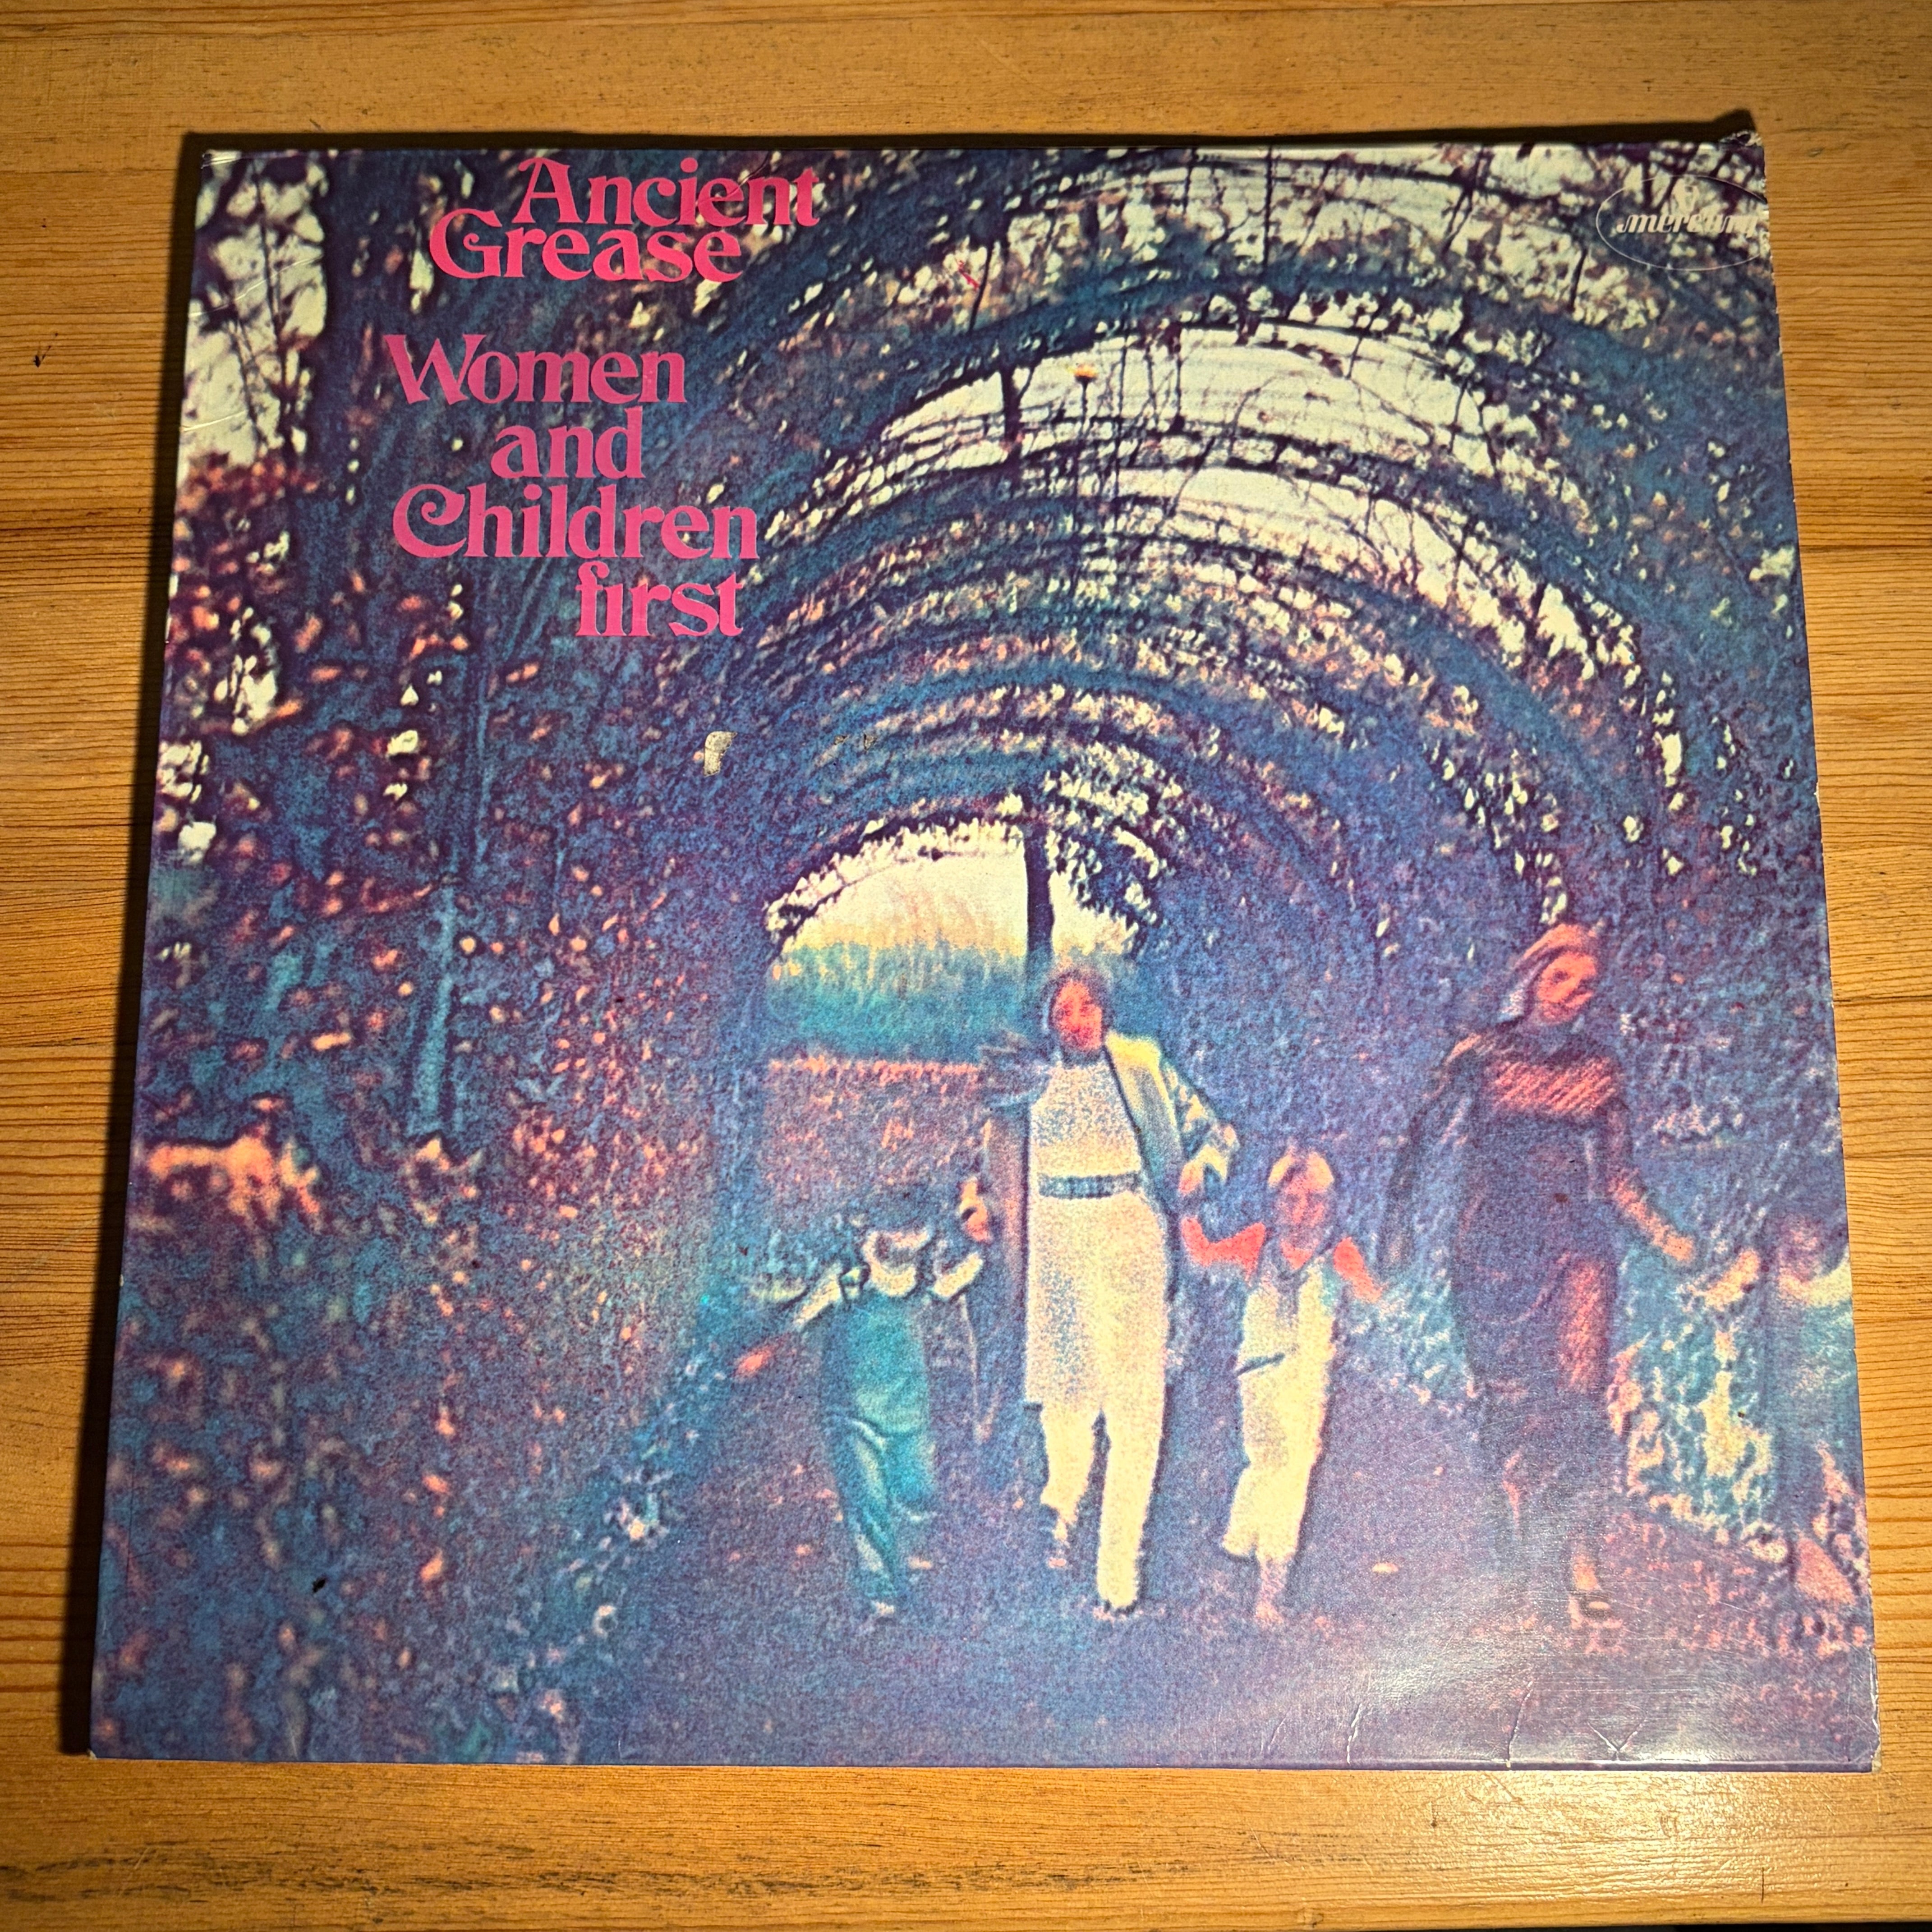 Ancient
Grease
Women
and
Children
first
mercury